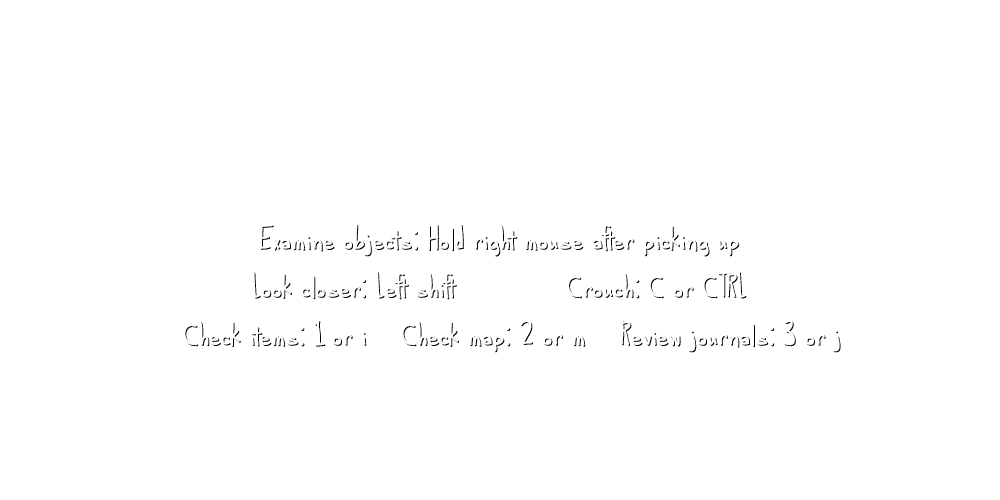 Examine objects: Hold right mouse after picking up
Look closer: left shift Crouch: C or CTRL
Check items: 1 or i Check map: 2 or m Review journals: 3 or j